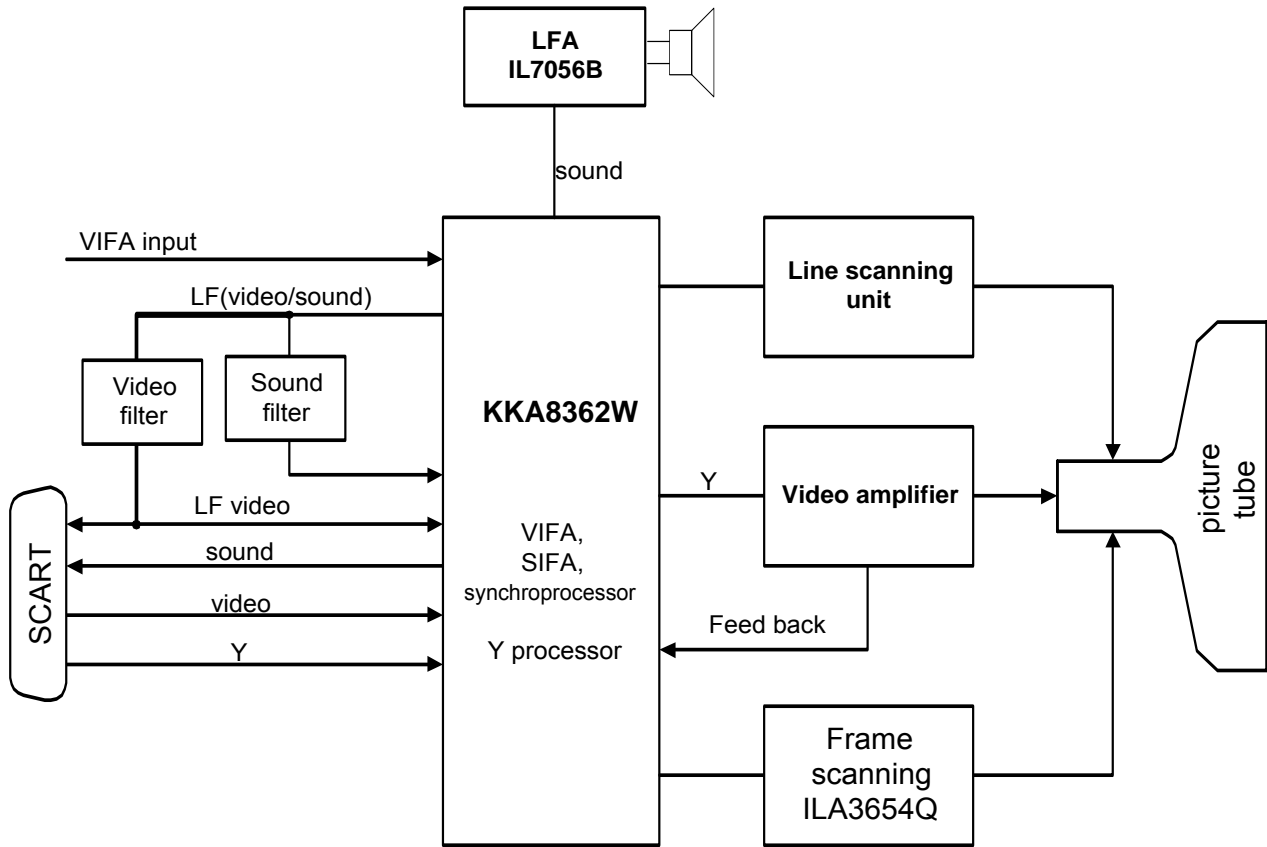 LFA
IL7056B
sound
VIFA input
LF(video/sound)
Video
filter
Sound
filter
LF video
sound
video
Y
SCART
KKA8362W
VIFA,
SIFA,
synchroprocessor
Y processor
Line scanning
unit
Y
Video amplifier
Feed back
Frame
scanning
ILA3654Q
picture
tube